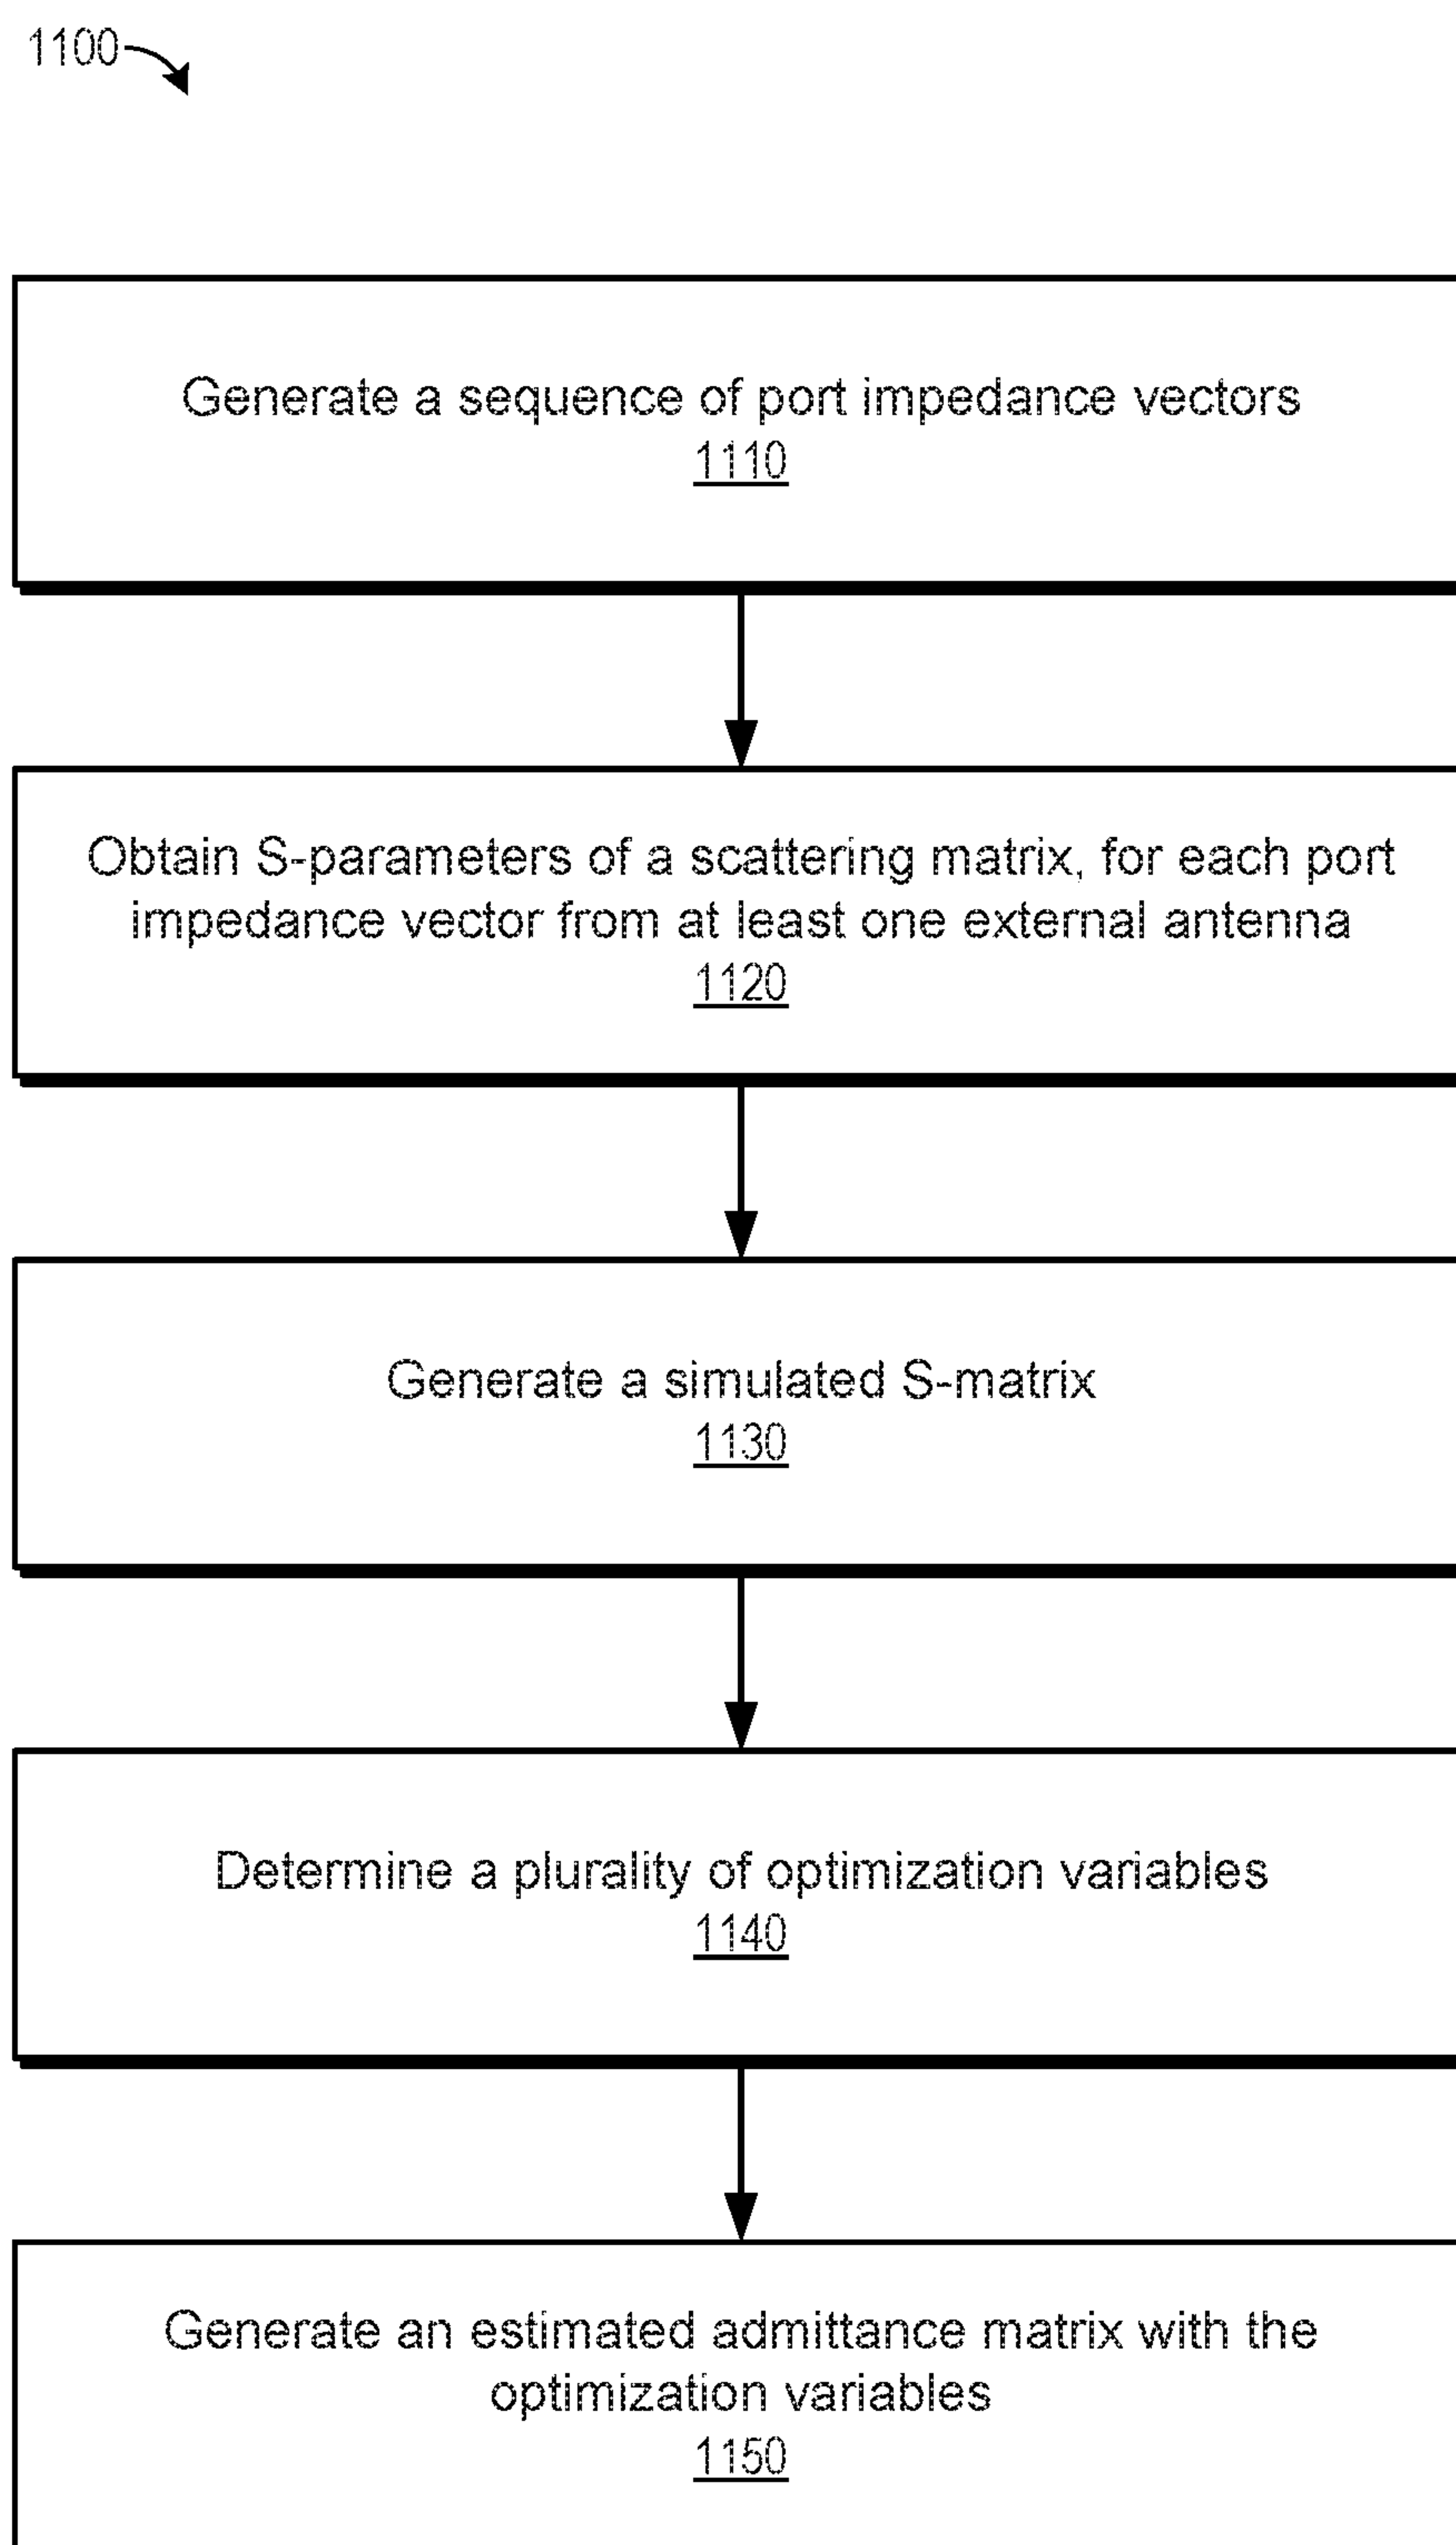 1100
Generate a sequence of port impedance vectors
1110
Obtain S-parameters of a scattering matrix, for each port
impedance vector from at least one external antenna
1120
Generate a simulated S-matrix
1130
Determine a plurality of optimization variables
1140
Generate an estimated admittance matrix with the
optimization variables
1150